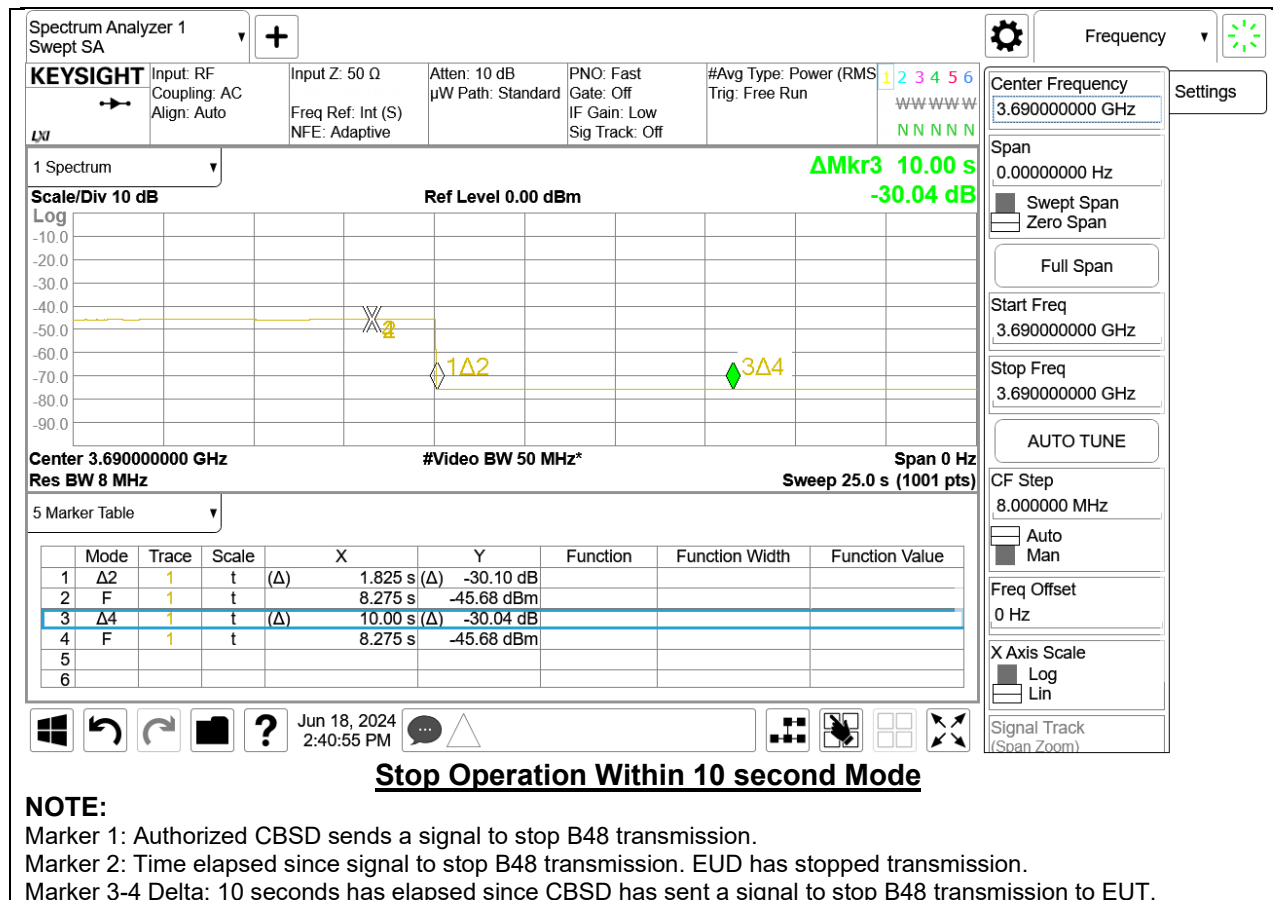 Spectrum Analyzer 1
Swept SA
Frequency
Settings
KEYSIGHT
LXI
Input: RF
Coupling: AC
Align: Auto
Input Z: 50 Ω
Freq Ref: Int (S)
NFE: Adaptive
Atten: 10 dB
µW Path: Standard
PNO: Fast
Gate: Off
IF Gain: Low
Sig Track: Off
#Avg Type: Power (RMS
Trig: Free Run
1 2 3 4 5 6
W W W W W
N N N N N
1 Spectrum
ΔMkr3 10.00 s
-30.04 dB
Scale/Div 10 dB
Ref Level 0.00 dBm
Log
-10.0
-20.0
-30.0
-40.0
-50.0
-60.0
-70.0
-80.0
-90.0
1Δ2
3Δ4
Center 3.690000000 GHz
#Video BW 50 MHz*
Span 0 Hz
Res BW 8 MHz
Sweep 25.0 s (1001 pts)
5 Marker Table
Mode Trace Scale X Y Function Function Width Function Value
1 Δ2 1 t (Δ) 1.825 s (Δ) -30.10 dB
2 F 1 t 8.275 s -45.68 dBm
3 Δ4 1 t (Δ) 10.00 s (Δ) -30.04 dB
4 F 1 t 8.275 s -45.68 dBm
5
6
Jun 18, 2024
2:40:55 PM
?
Center Frequency
3.690000000 GHz
Span
0.00000000 Hz
Swept Span
Zero Span
Full Span
Start Freq
3.690000000 GHz
Stop Freq
3.690000000 GHz
AUTO TUNE
CF Step
8.000000 MHz
Auto
Man
Freq Offset
0 Hz
X Axis Scale
Log
Lin
Signal Track
(Span Zoom)
Stop Operation Within 10 second Mode
NOTE:
Marker 1: Authorized CBSD sends a signal to stop B48 transmission.
Marker 2: Time elapsed since signal to stop B48 transmission. EUD has stopped transmission.
Marker 3-4 Delta: 10 seconds has elapsed since CBSD has sent a signal to stop B48 transmission to EUT.